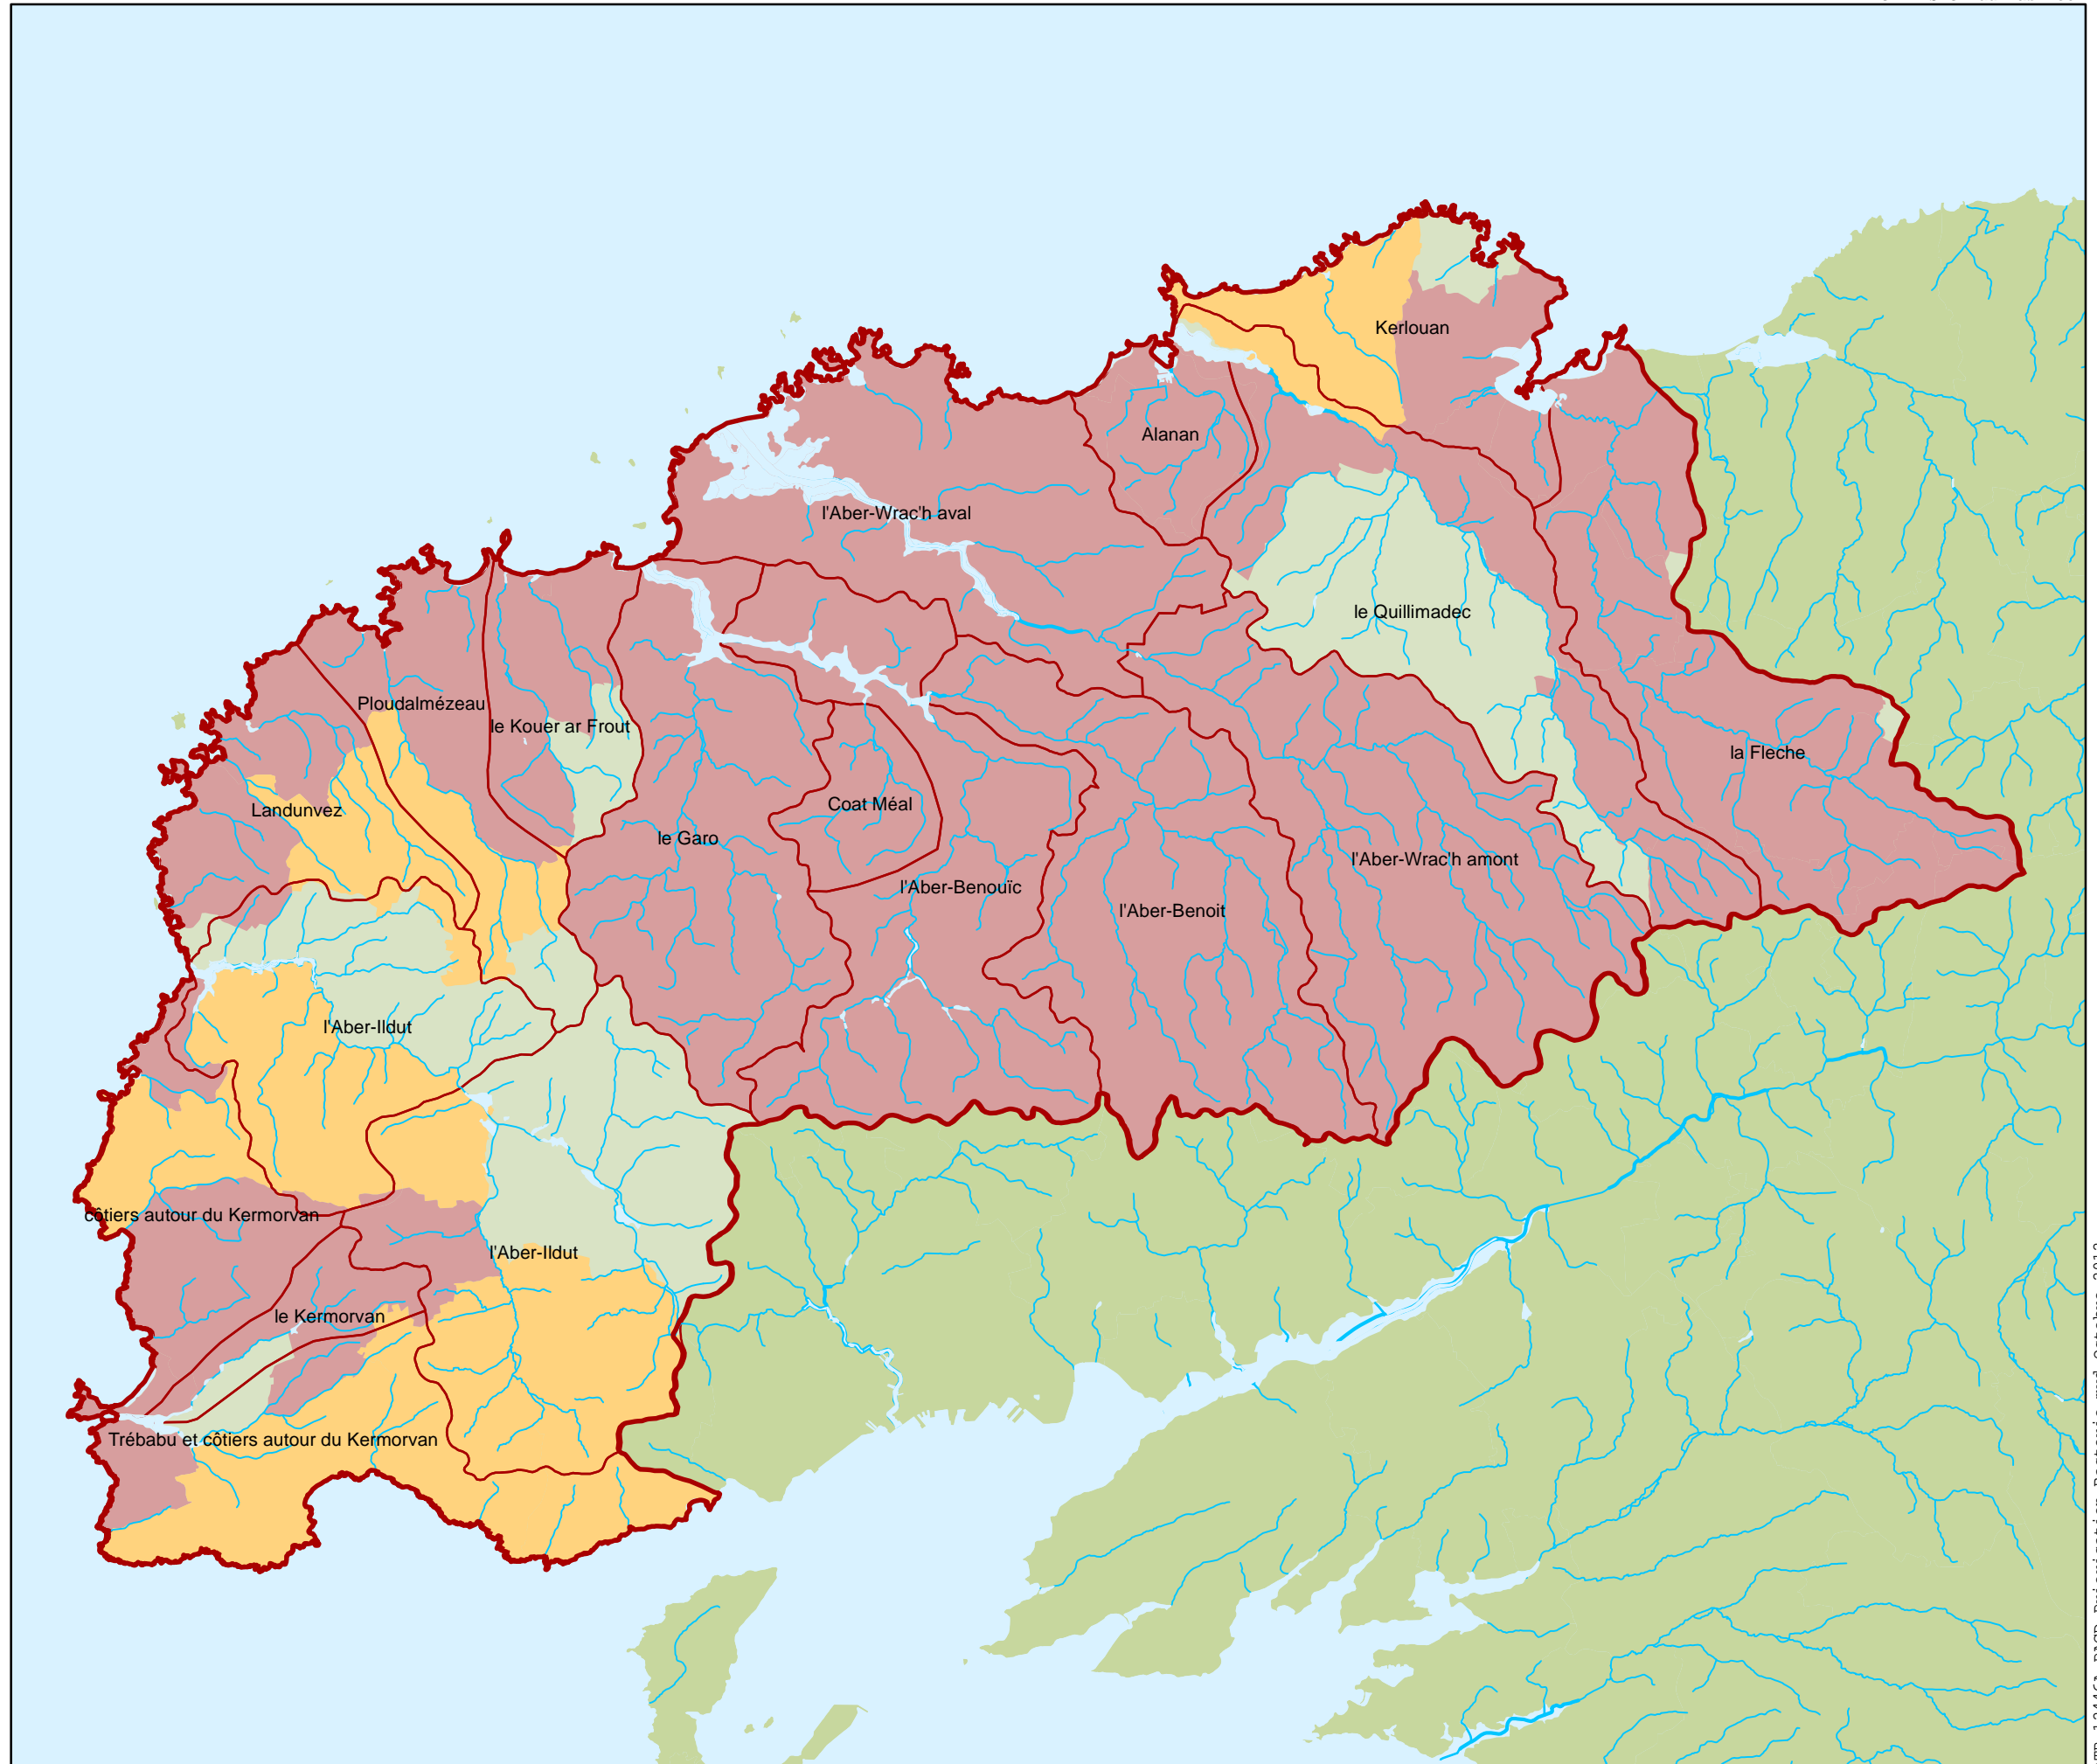 Kerlouan
Alanan
l'Aber-Wrac'h aval
le Quillimadec
Ploudalmézeau
le Kouer ar Frout
la Fleche
Landunvez
Coat Méal
le Garo
l'Aber-Wrac'h amont
l'Aber-Benouïc
l'Aber-Benoit
l'Aber-Ildut
côtiers autour du Kermorvan
l'Aber-Ildut
le Kermorvan
Trébabu et côtiers autour du Kermorvan